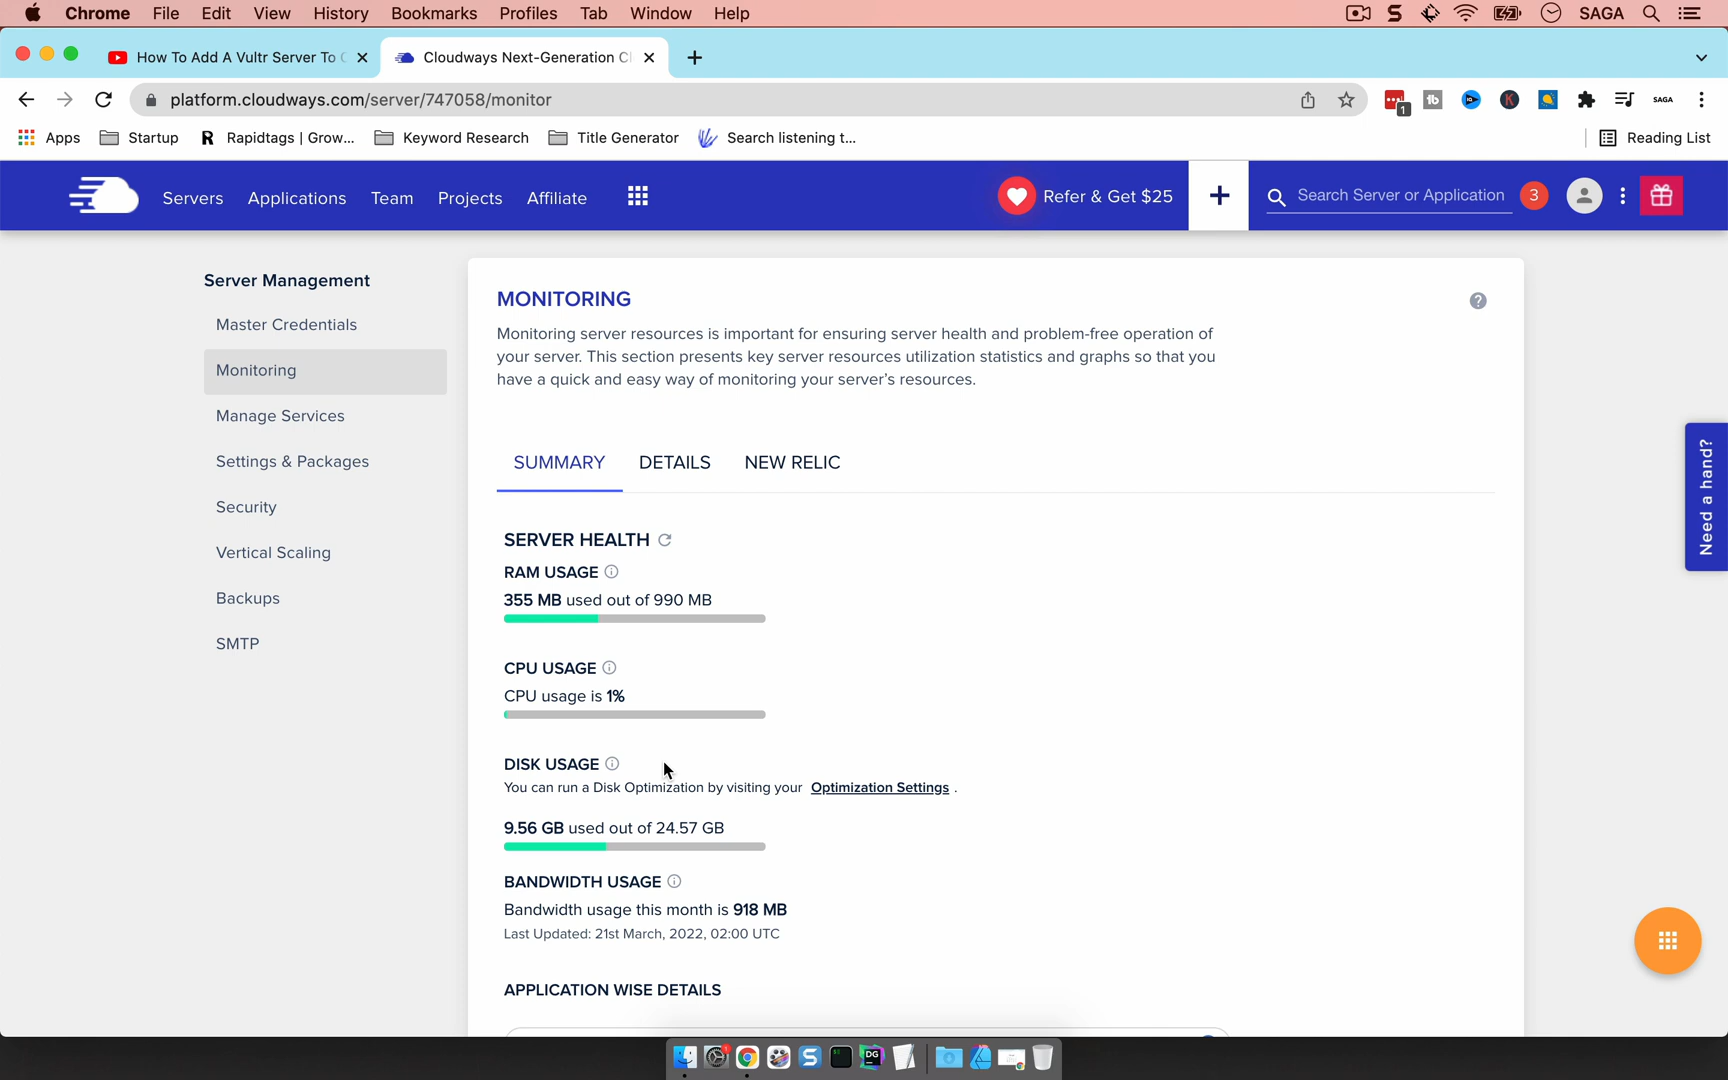 Chrome File Edit View History Bookmarks Profiles Tab Window Help SAGA
How To Add A Vultr Server To Cloudways Next-Generation Cl
platform.cloudways.com/server/747058/monitor
1 tb K SAGA
Apps Startup R Rapidtags | Grow... Keyword Research Title Generator Search listening t... Reading List
Servers Applications Team Projects Affiliate Refer & Get $25 + Search Server or Application 3
Server Management
Master Credentials
Monitoring
Manage Services
Settings & Packages
Security
Vertical Scaling
Backups
SMTP
MONITORING ?
Monitoring server resources is important for ensuring server health and problem-free operation of
your server. This section presents key server resources utilization statistics and graphs so that you
have a quick and easy way of monitoring your server's resources.
SUMMARY DETAILS NEW RELIC
SERVER HEALTH
RAM USAGE
355 MB used out of 990 MB
CPU USAGE
CPU usage is 1%
DISK USAGE
You can run a Disk Optimization by visiting your Optimization Settings .
9.56 GB used out of 24.57 GB
BANDWIDTH USAGE
Bandwidth usage this month is 918 MB
Last Updated: 21st March, 2022, 02:00 UTC
APPLICATION WISE DETAILS
Need a hand?
1 S DG